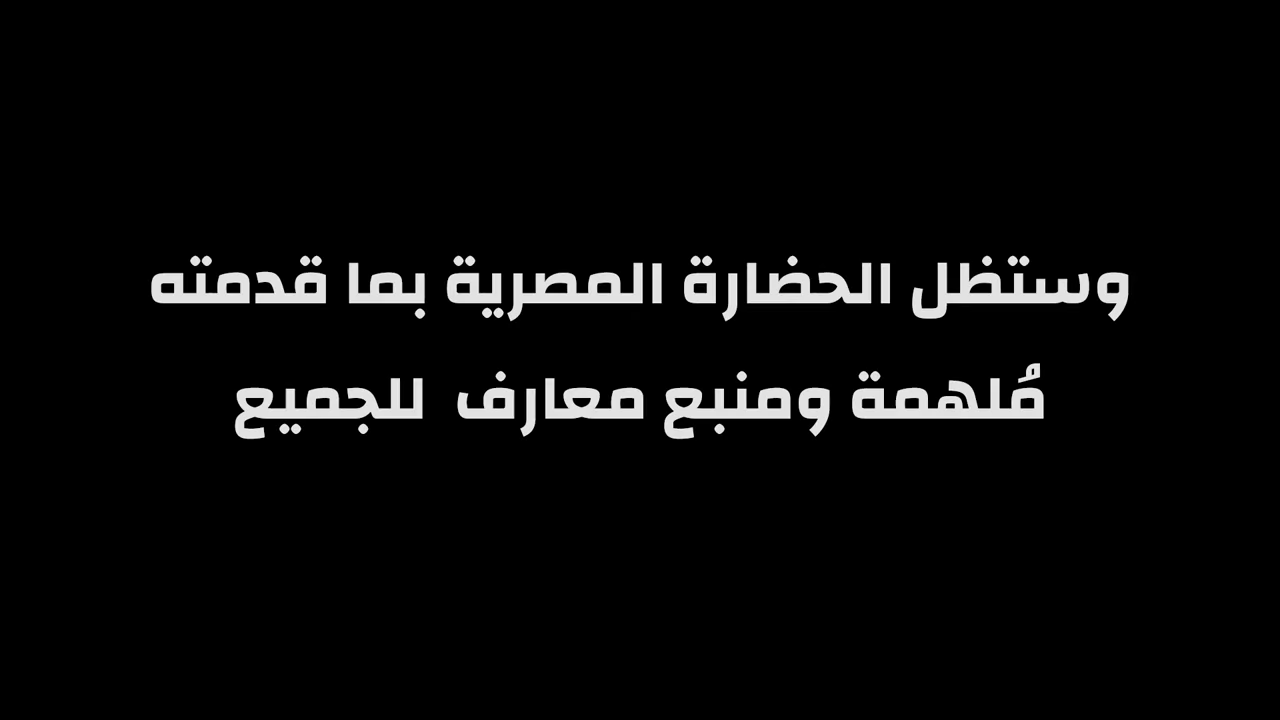 وستظل الحضارة المصرية بما قدمته
مُلهمة ومنبع معارف للجميع